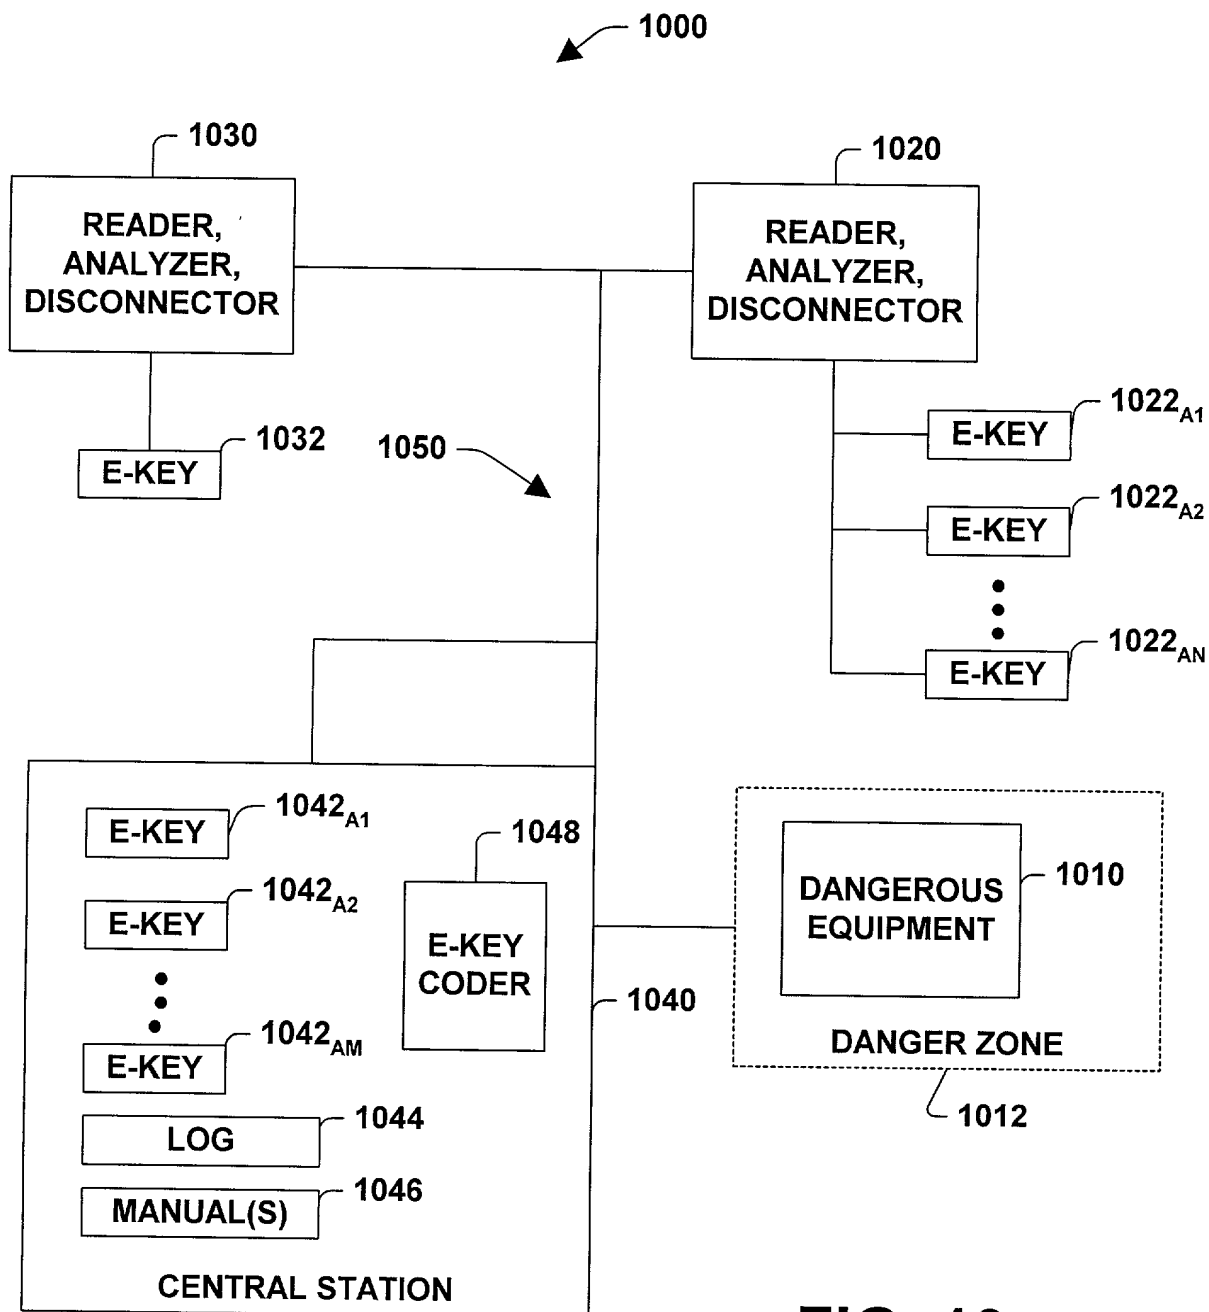 1000
1030
1020
READER,
ANALYZER,
DISCONNECTOR
READER,
ANALYZER,
DISCONNECTOR
1032
E-KEY
1050
1022A1
E-KEY
1022A2
E-KEY
1022AN
E-KEY
1042A1
E-KEY
1048
1042A2
E-KEY
E-KEY
CODER
1040
1042AM
E-KEY
1044
LOG
1046
MANUAL(S)
CENTRAL STATION
DANGEROUS
EQUIPMENT
1010
DANGER ZONE
1012